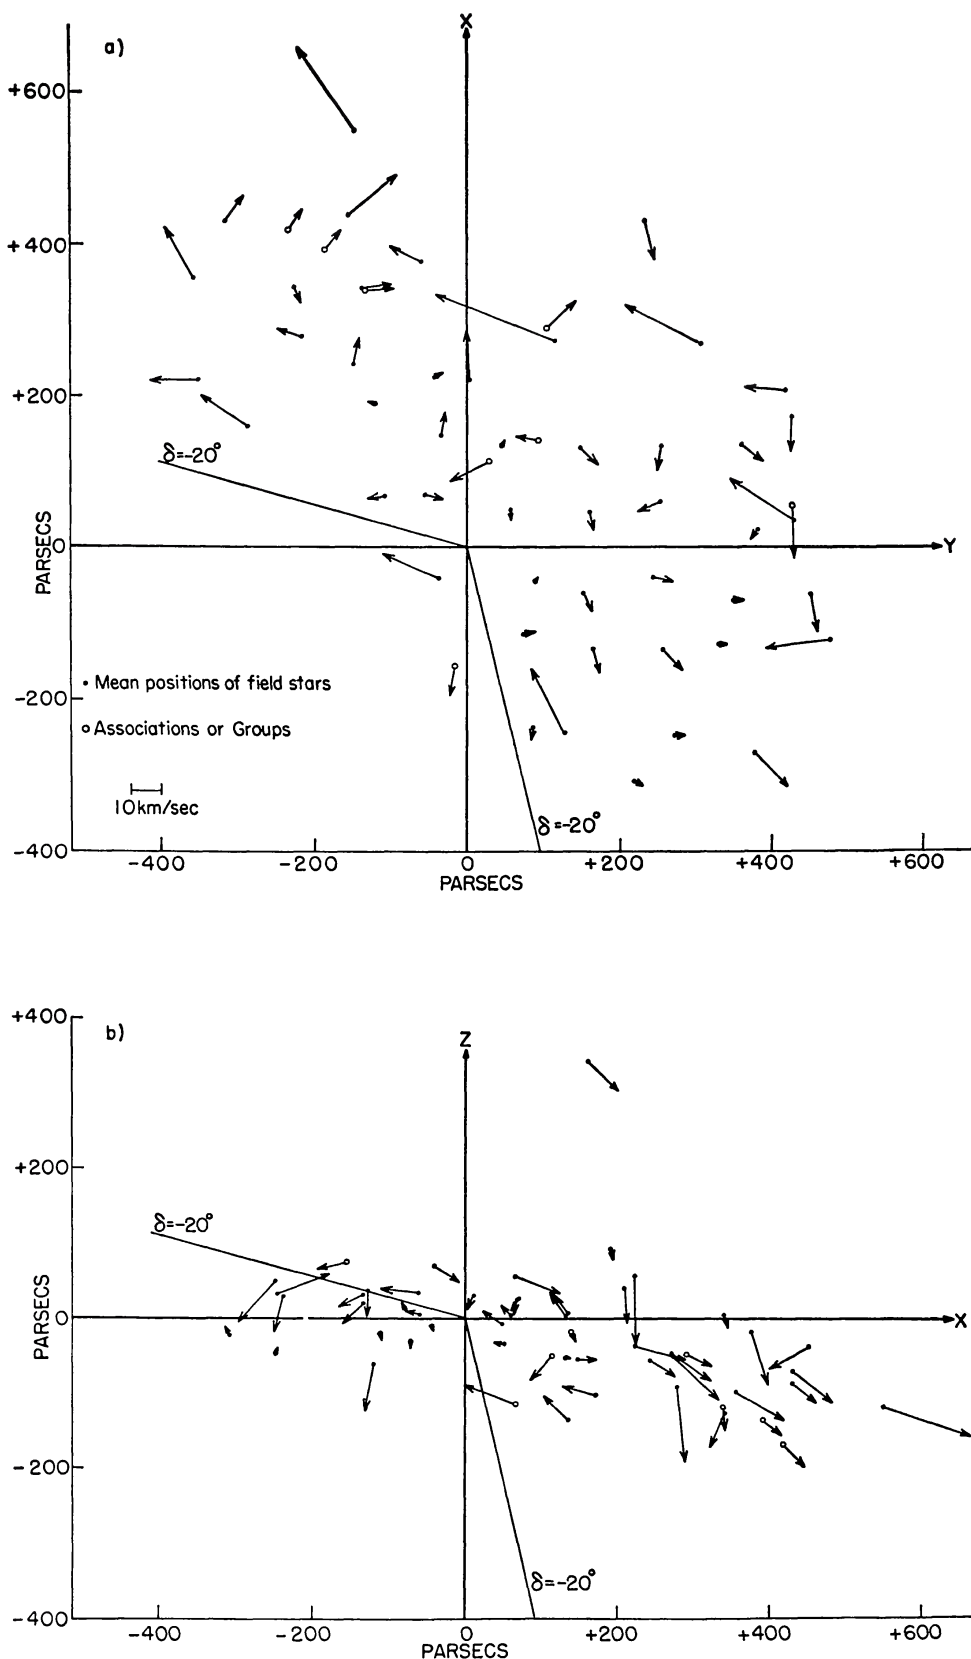 a)
X
+600
+400
+200
0
-200
-400
PARSECS
δ=-20°
Y
• Mean positions of field stars
o Associations or Groups
10km/sec
δ=-20°
-400 -200 0 +200 +400 +600
PARSECS
b)
Z
+400
+200
0
-200
-400
PARSECS
δ=-20°
X
δ=-20°
-400 -200 0 +200 +400 +600
PARSECS